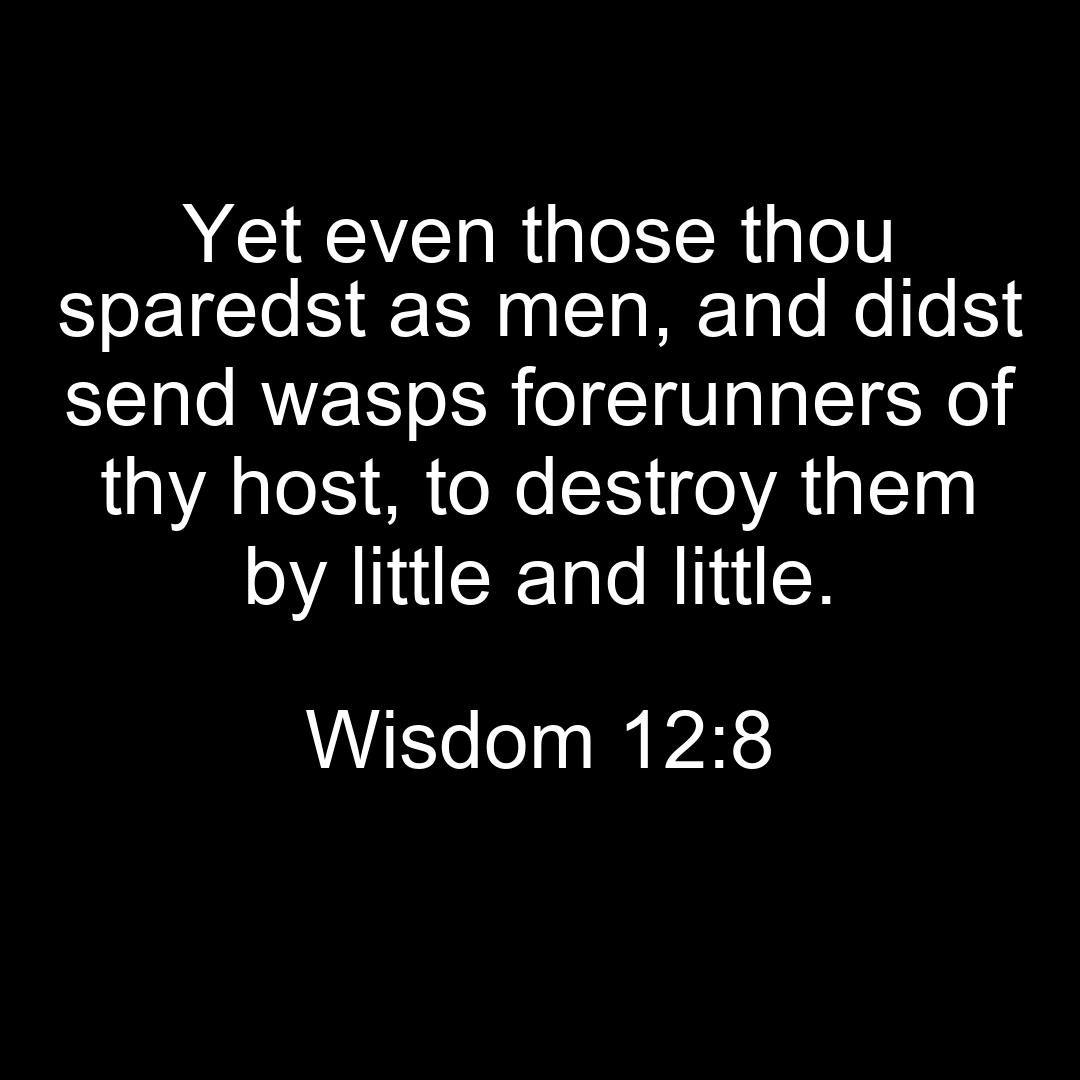 Yet even those thou
sparedst as men, and didst
send wasps forerunners of
thy host, to destroy them
by little and little.
Wisdom 12:8